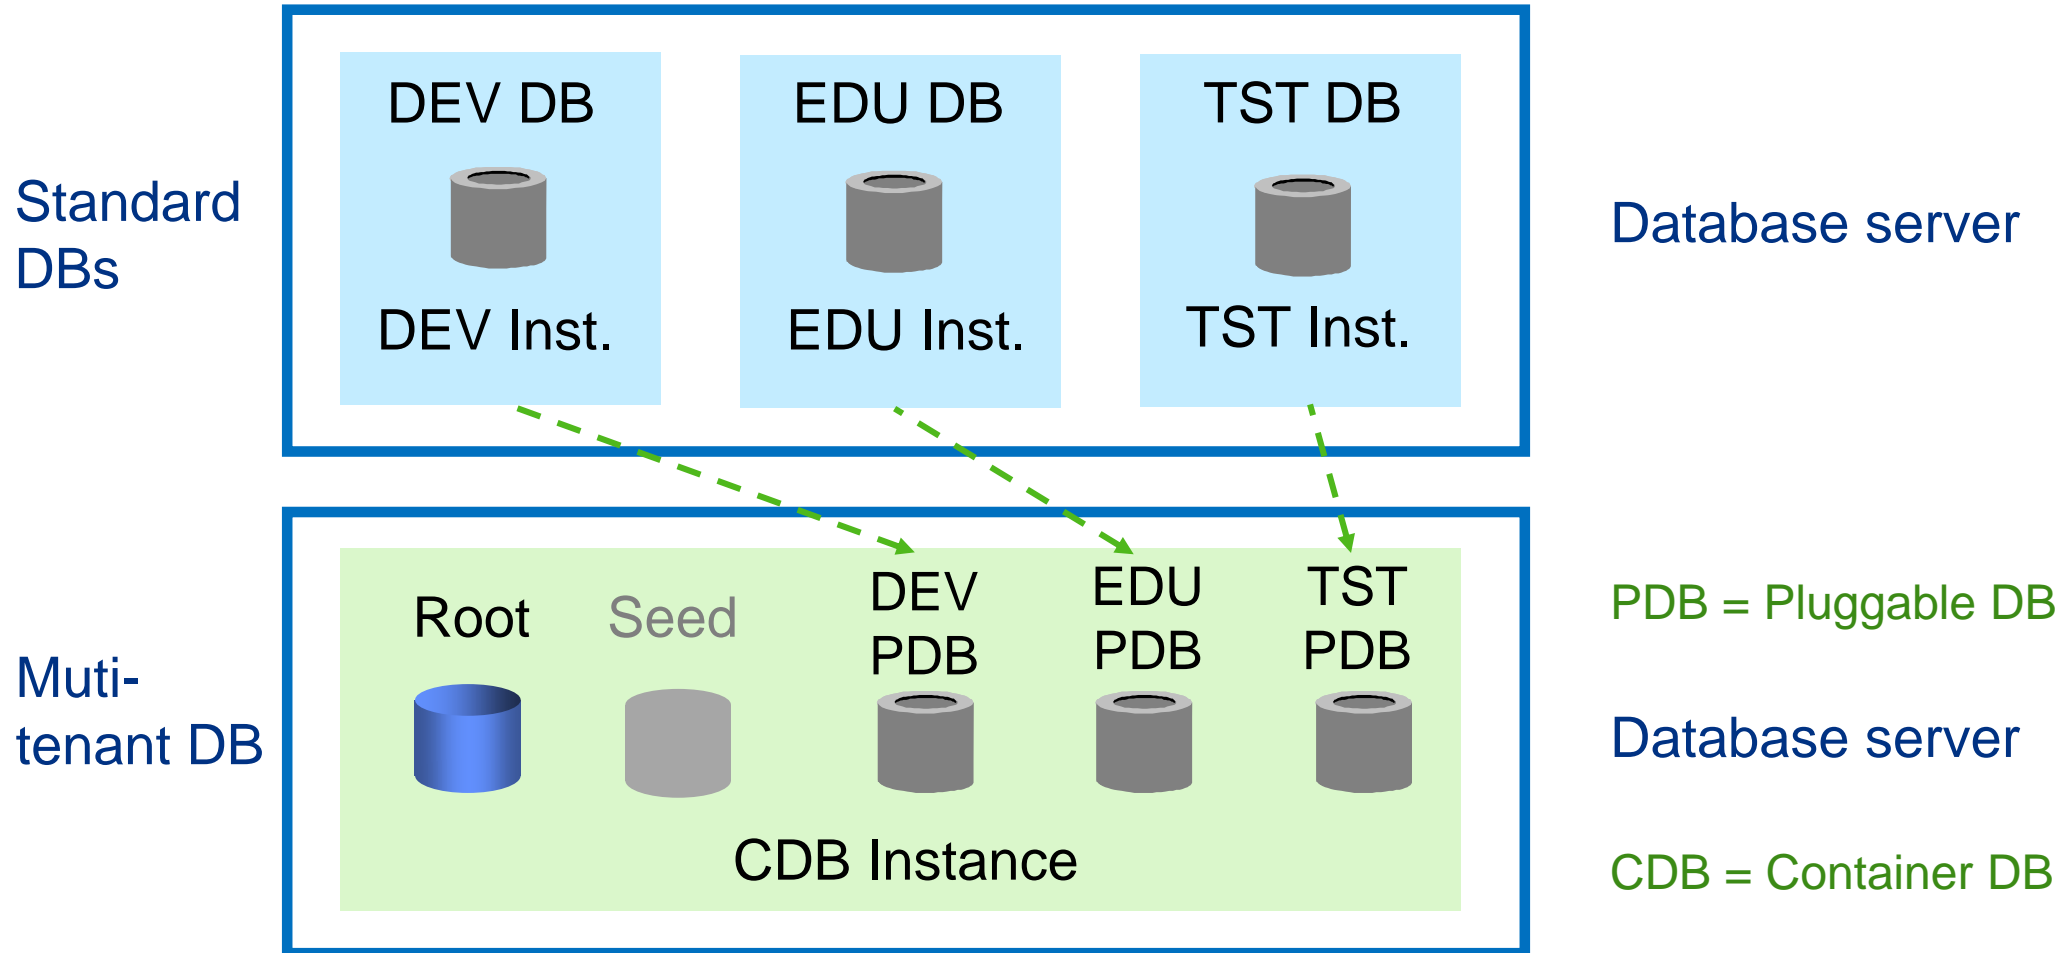 Standard
DBs
DEV DB
DEV Inst.
EDU DB
EDU Inst.
TST DB
TST Inst.
Database server
Muti-
tenant DB
Root
Seed
DEV
PDB
EDU
PDB
TST
PDB
CDB Instance
PDB = Pluggable DB
Database server
CDB = Container DB